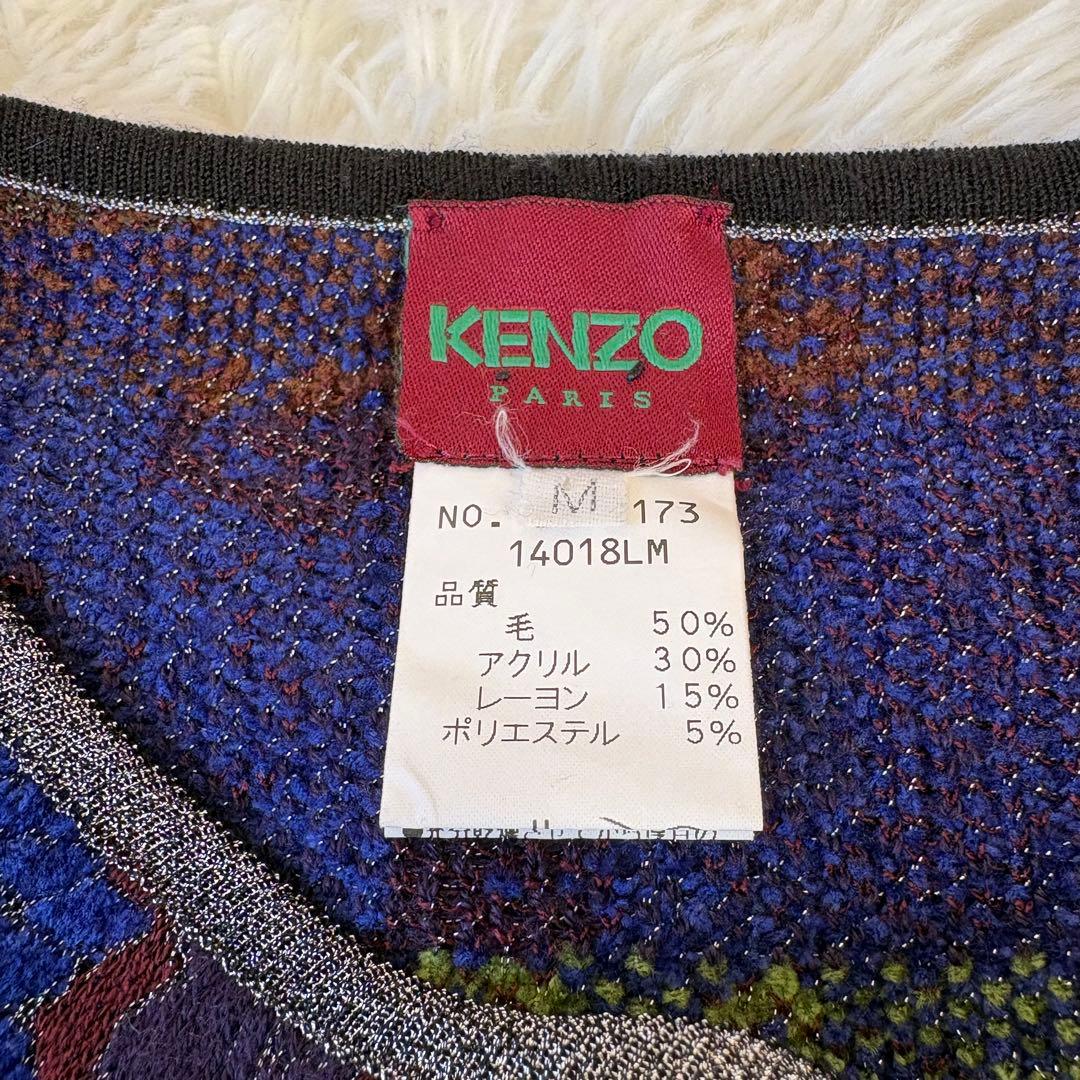 KENZO
PARIS
M
NO. 173
14018LM
品質
毛 50%
アクリル 30%
レーヨン 15%
ポリエステル 5%